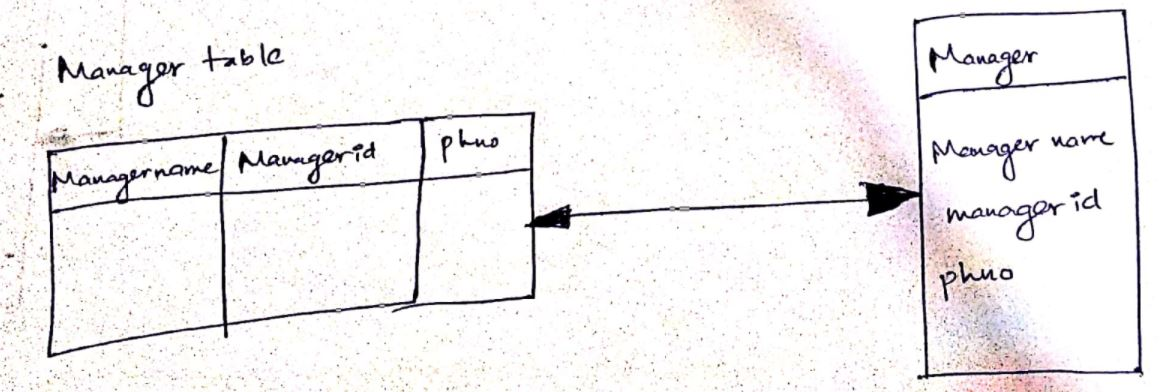 Manager table
Managername Managerid phno
Manager
Manager name
manager id
phno